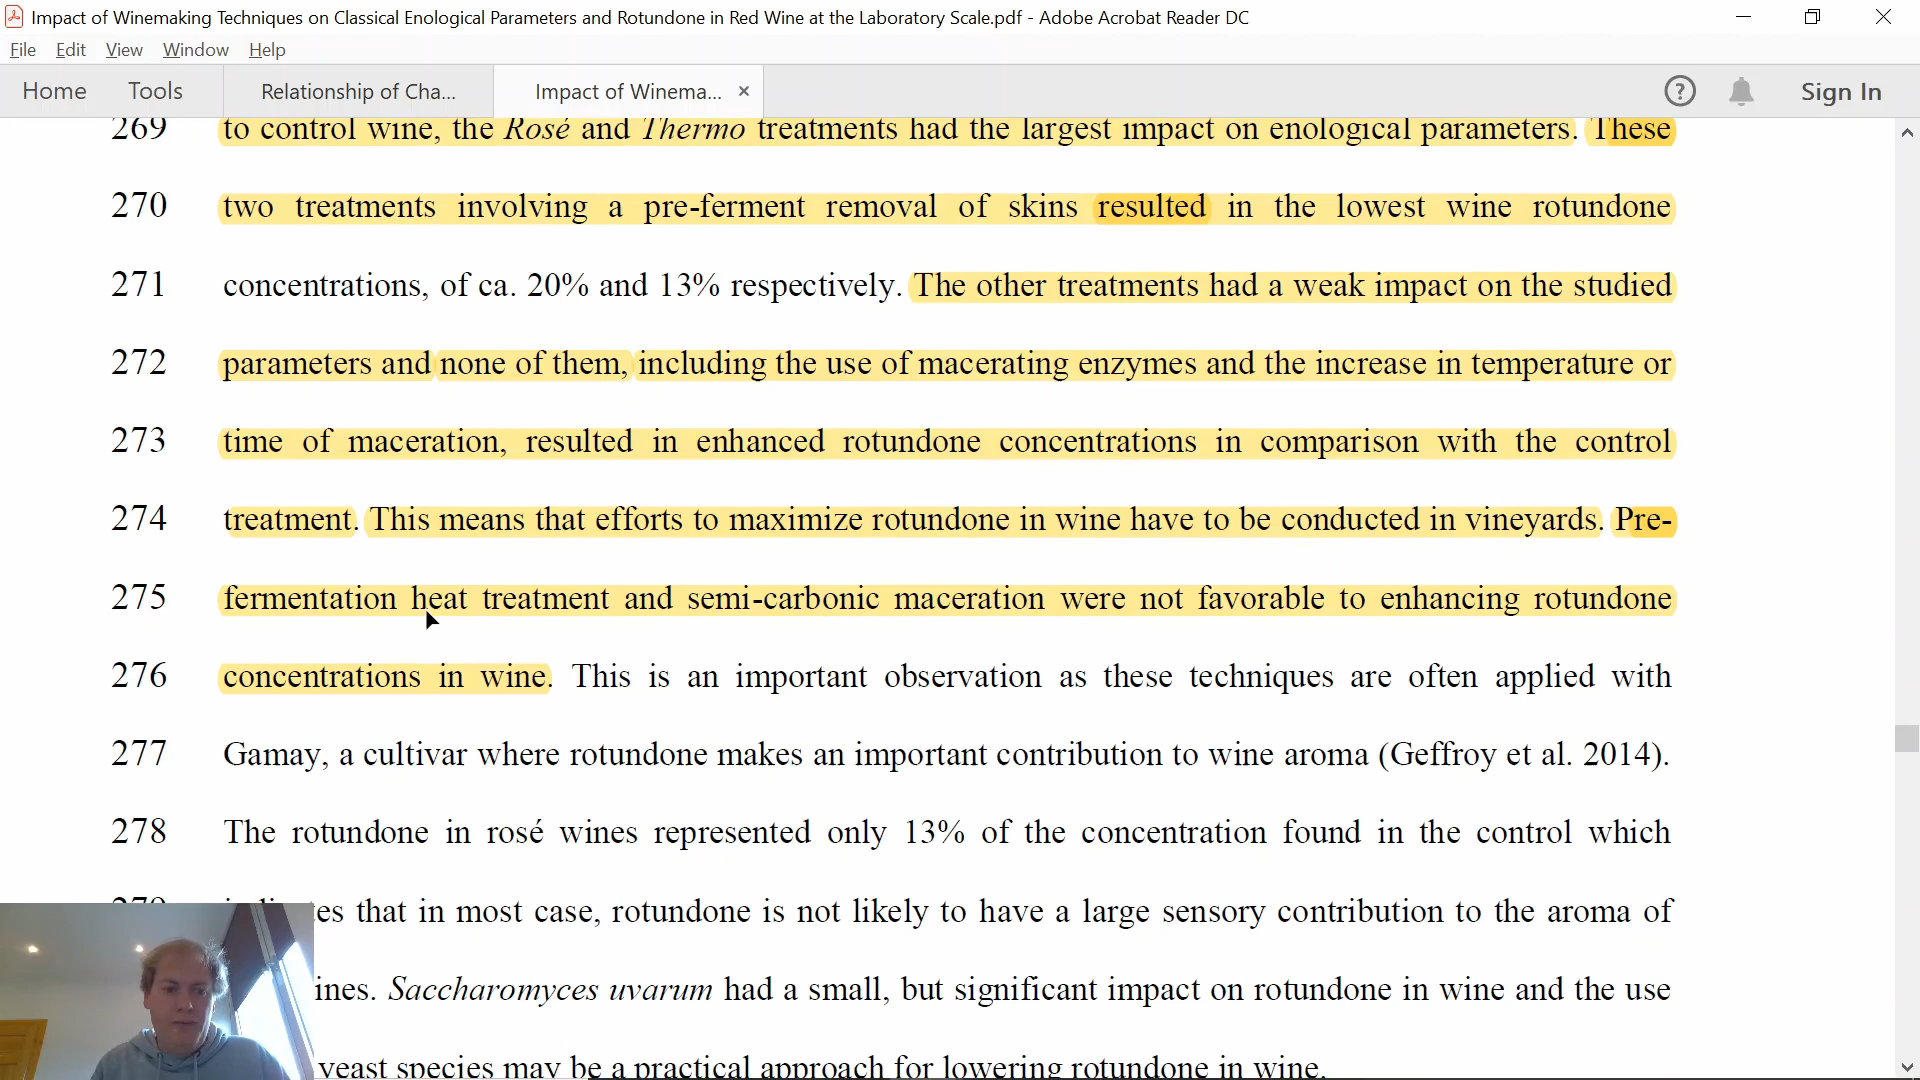 Impact of Winemaking Techniques on Classical Enological Parameters and Rotundone in Red Wine at the Laboratory Scale.pdf - Adobe Acrobat Reader DC
File Edit View Window Help
Home Tools Relationship of Cha... Impact of Winema... × ? Sign In
269 to control wine, the Rosé and Thermo treatments had the largest impact on enological parameters. These
270 two treatments involving a pre-ferment removal of skins resulted in the lowest wine rotundone
271 concentrations, of ca. 20% and 13% respectively. The other treatments had a weak impact on the studied
272 parameters and none of them, including the use of macerating enzymes and the increase in temperature or
273 time of maceration, resulted in enhanced rotundone concentrations in comparison with the control
274 treatment. This means that efforts to maximize rotundone in wine have to be conducted in vineyards. Pre-
275 fermentation heat treatment and semi-carbonic maceration were not favorable to enhancing rotundone
276 concentrations in wine. This is an important observation as these techniques are often applied with
277 Gamay, a cultivar where rotundone makes an important contribution to wine aroma (Geffroy et al. 2014).
278 The rotundone in rosé wines represented only 13% of the concentration found in the control which
279 that in most case, rotundone is not likely to have a large sensory contribution to the aroma of
ines. Saccharomyces uvarum had a small, but significant impact on rotundone in wine and the use
yeast species may be a practical approach for lowering rotundone in wine.